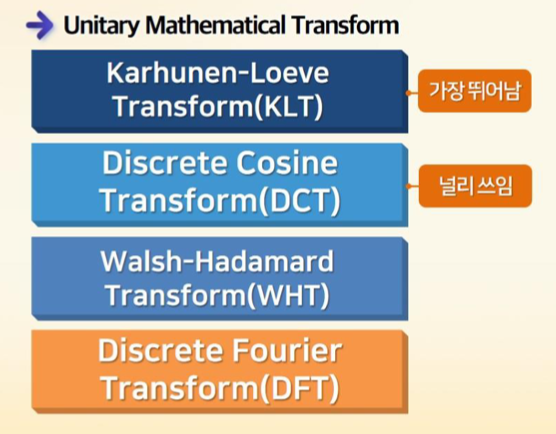 Unitary Mathematical Transform
Karhunen-Loeve
Transform(KLT)
가장 뛰어남
Discrete Cosine
Transform(DCT)
널리 쓰임
Walsh-Hadamard
Transform(WHT)
Discrete Fourier
Transform(DFT)